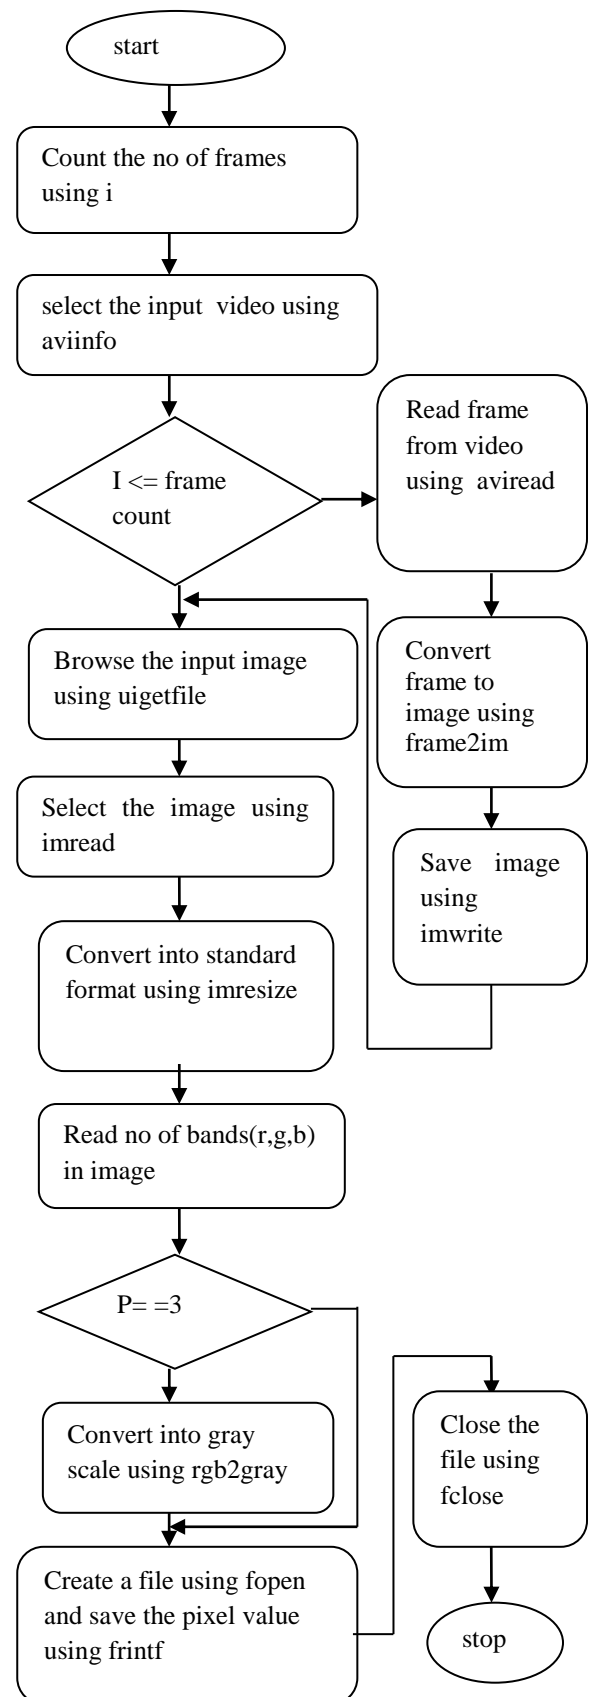 start
Count the no of frames
using i
select the input video using
aviinfo
I <= frame
count
Read frame
from video
using aviread
Convert
frame to
image using
frame2im
Save image
using
imwrite
Browse the input image
using uigetfile
Select the image using
imread
Convert into standard
format using imresize
Read no of bands(r,g,b)
in image
P= =3
Convert into gray
scale using rgb2gray
Create a file using fopen
and save the pixel value
using frintf
Close the
file using
fclose
stop